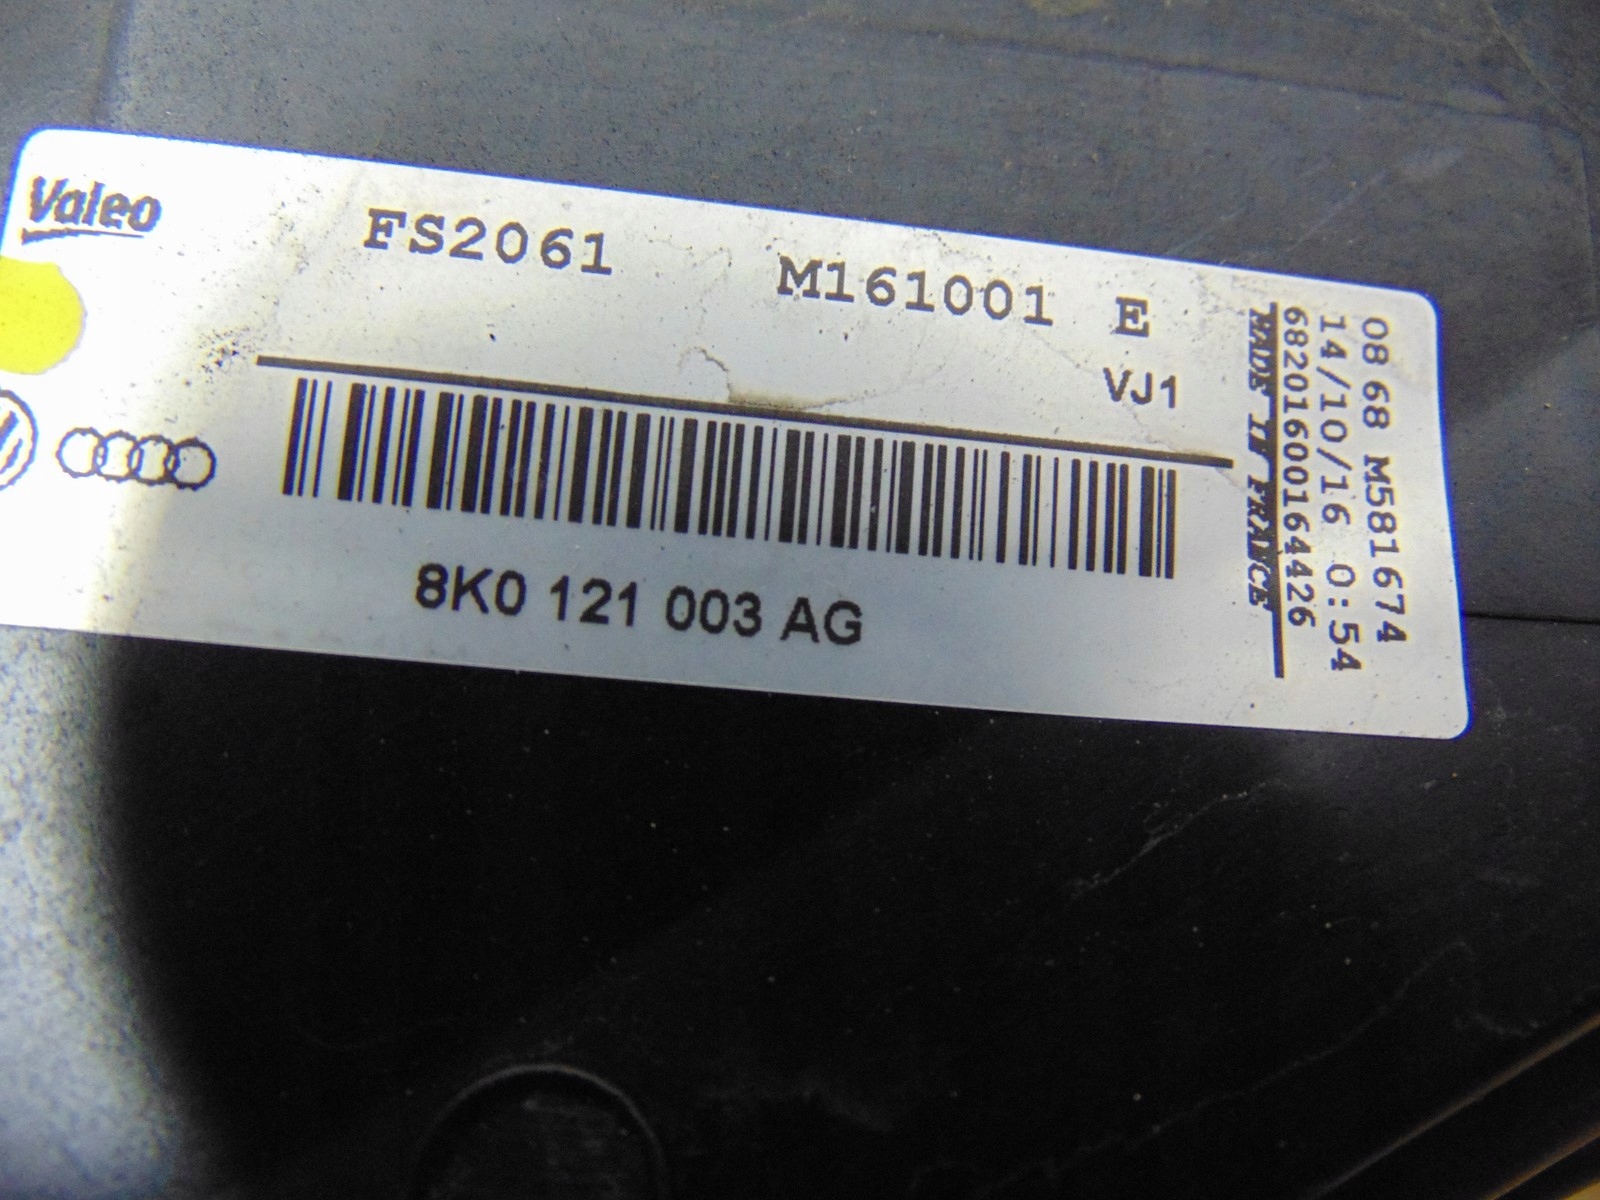 Valeo
FS2061 M161001 E
VJ1
8K0 121 003 AG
08 68 M581674
14/10/16 0:54
68201600164426
MADE IN FRANCE